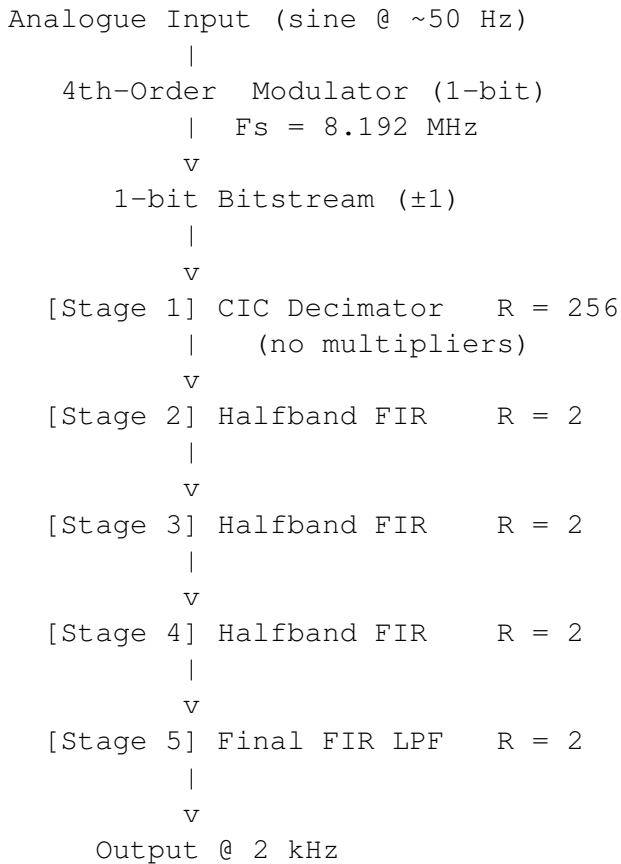 Analogue Input (sine @ ~50 Hz)
|
4th-Order  Modulator (1-bit)
|  Fs = 8.192 MHz
v
1-bit Bitstream (±1)
|
v
[Stage 1] CIC Decimator   R = 256
|    (no multipliers)
v
[Stage 2] Halfband FIR    R = 2
|
v
[Stage 3] Halfband FIR    R = 2
|
v
[Stage 4] Halfband FIR    R = 2
|
v
[Stage 5] Final FIR LPF   R = 2
|
v
Output @ 2 kHz